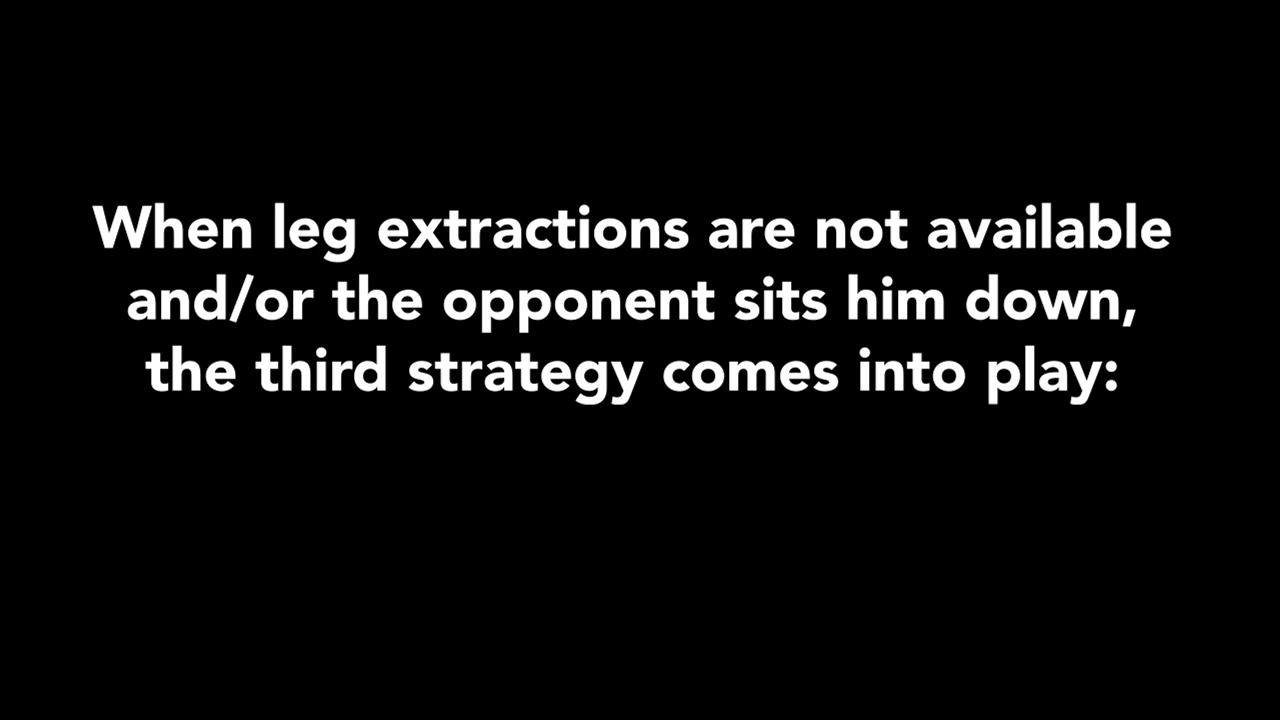 When leg extractions are not available
and/or the opponent sits him down,
the third strategy comes into play: